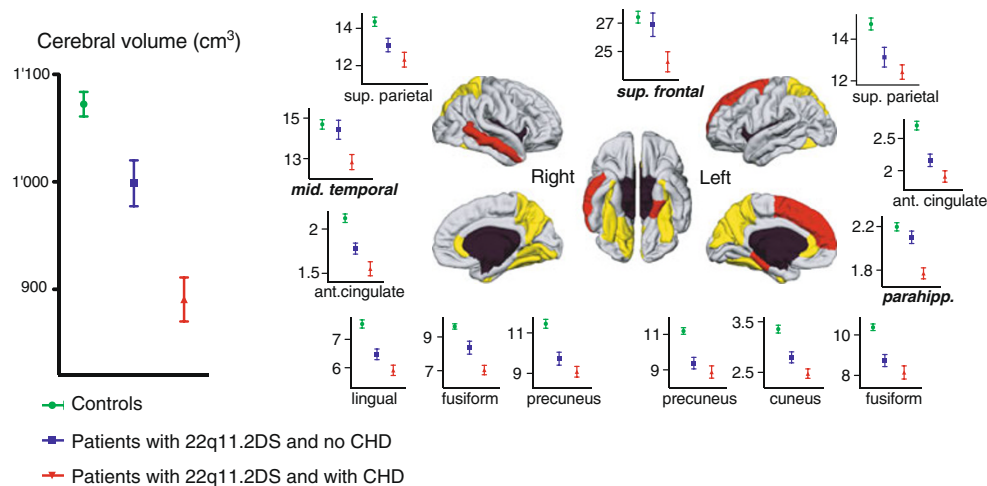 Cerebral volume (cm³)
1'100
1'000
900
14
12
sup. parietal
27
25
sup. frontal
14
12
sup. parietal
15
13
mid. temporal
2.5
2
ant. cingulate
Right
Left
2
1.5
ant.cingulate
2.2
1.8
parahipp.
7
6
lingual
9
7
fusiform
11
9
precuneus
11
9
precuneus
3.5
2.5
cuneus
10
8
fusiform
Controls
Patients with 22q11.2DS and no CHD
Patients with 22q11.2DS and with CHD